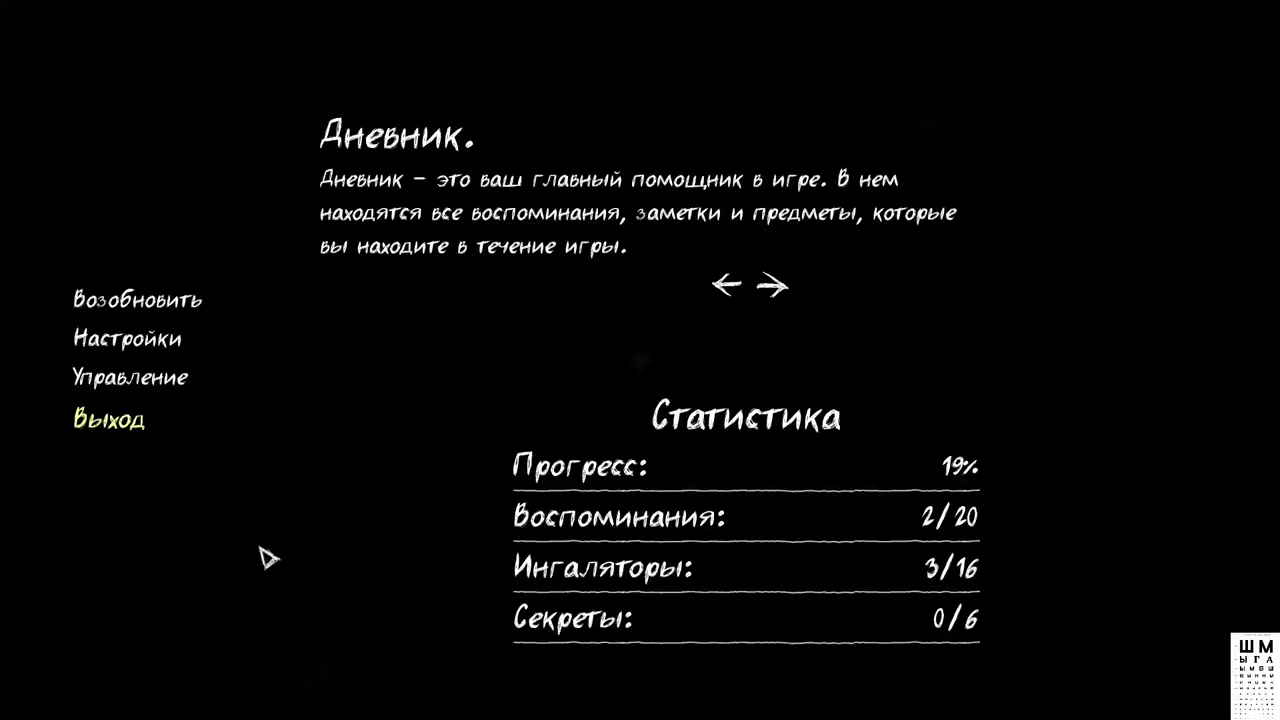 Дневник.
Дневник – это ваш главный помощник в игре. В нем
находятся все воспоминания, заметки и предметы, которые
вы находите в течение игры.
Возобновить
Настройки
Управление
Выход
Статистика
Прогресс: 19%
Воспоминания: 2/20
Ингаляторы: 3/16
Секреты: 0/6
Ш М
Ы Г А
Ы М Б Ш
Б Ы Н К И